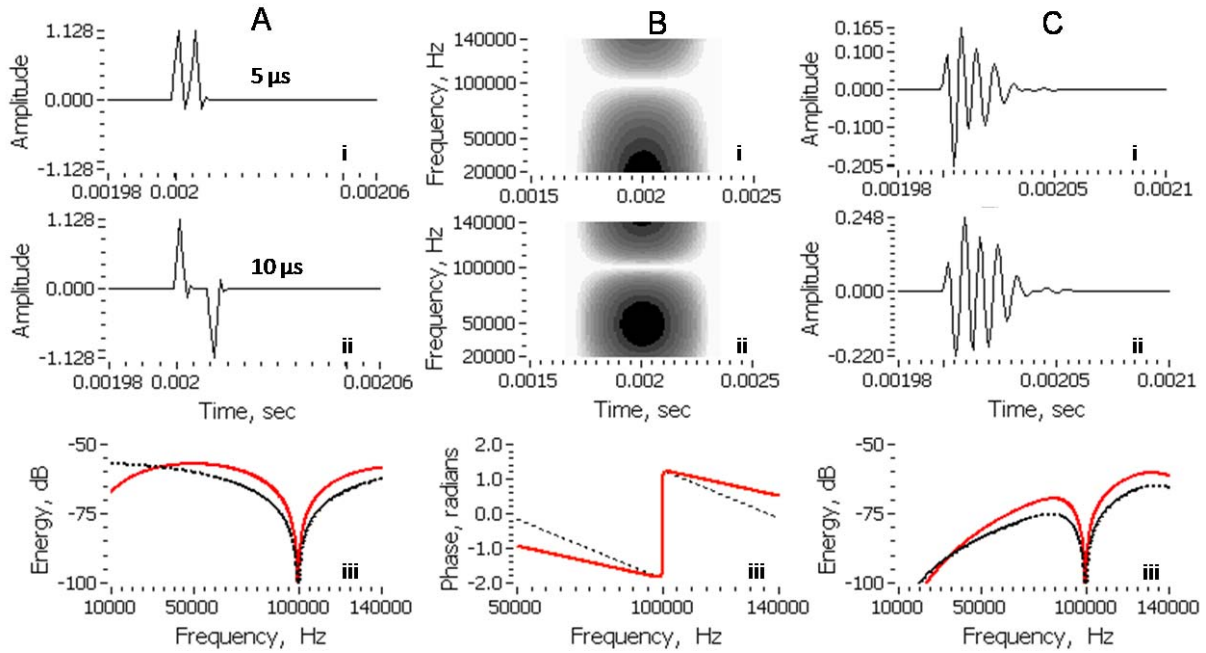 A
B
C
Amplitude
1.128
0.000
-1.128
5 µs
i
0.00198
0.002
0.00206
Frequency, Hz
140000
100000
50000
20000
i
0.0015
0.002
0.0025
Amplitude
0.165
0.100
0.000
-0.100
-0.205
i
0.00198
0.00205
0.0021
Amplitude
1.128
0.000
-1.128
10 µs
ii
0.00198
0.002
0.00206
Time, sec
Frequency, Hz
140000
100000
50000
20000
ii
0.0015
0.002
0.0025
Time, sec
Amplitude
0.248
0.000
-0.220
ii
0.00198
0.00205
0.0021
Time, sec
Energy, dB
-50
-75
-100
iii
10000
50000
100000
140000
Frequency, Hz
Phase, radians
2.0
1.0
0.0
-1.0
-2.0
iii
50000
100000
140000
Frequency, Hz
Energy, dB
-50
-75
-100
iii
10000
50000
100000
140000
Frequency, Hz